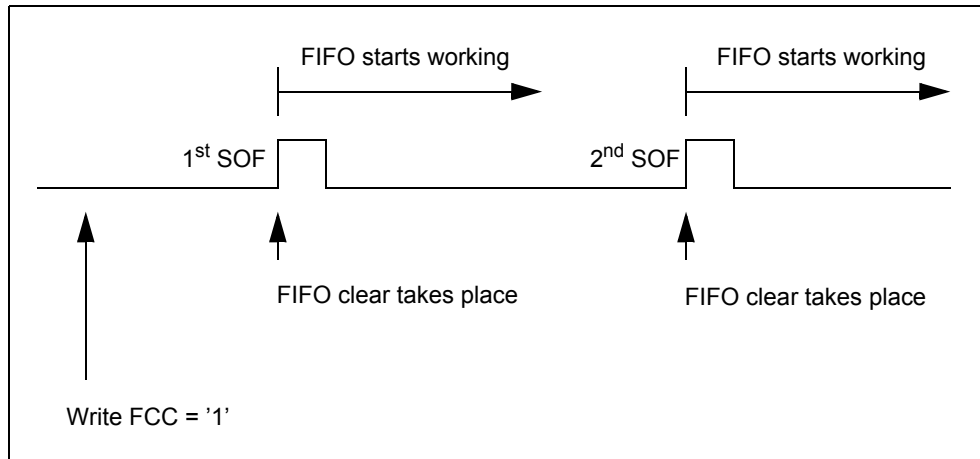 FIFO starts working
FIFO starts working
1st SOF
2nd SOF
FIFO clear takes place
FIFO clear takes place
Write FCC = ’1’